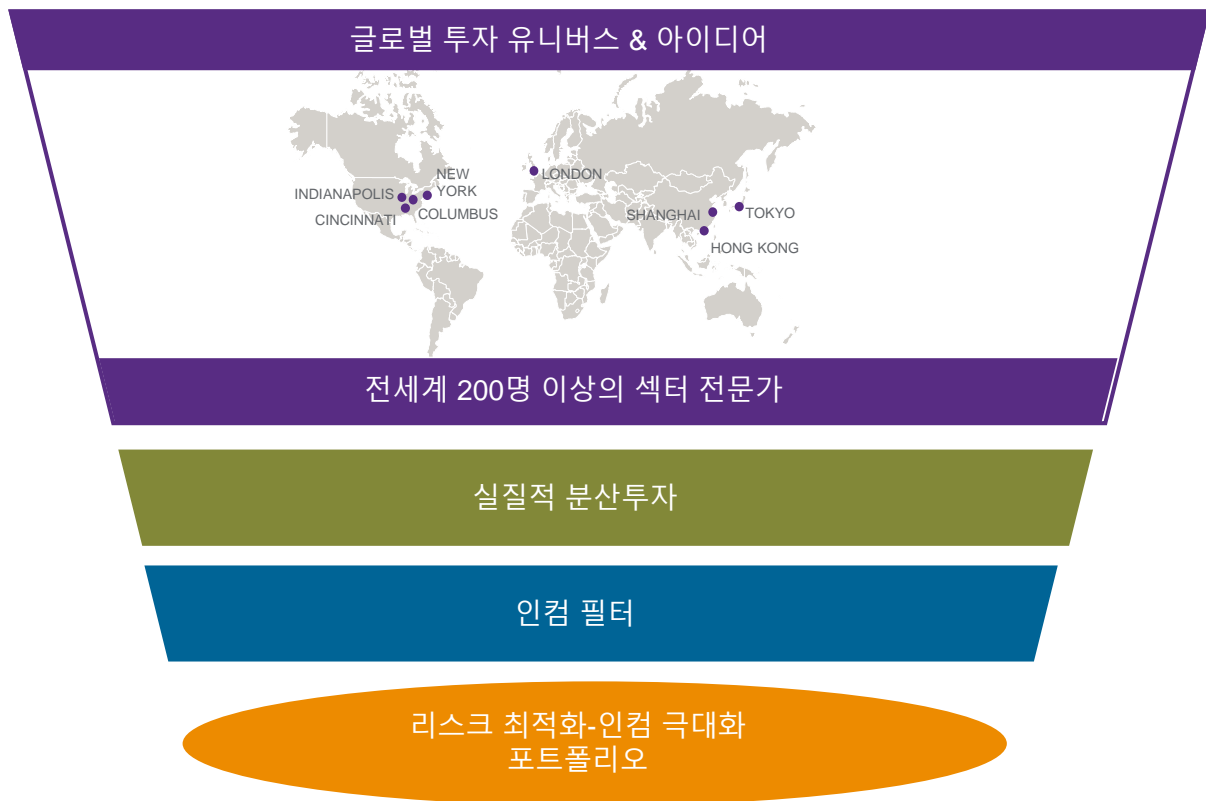 글로벌 투자 유니버스 & 아이디어
NEW
YORK
INDIANAPOLIS
CINCINNATI
COLUMBUS
LONDON
SHANGHAI
TOKYO
HONG KONG
전세계 200명 이상의 섹터 전문가
실질적 분산투자
인컴 필터
리스크 최적화-인컴 극대화
포트폴리오